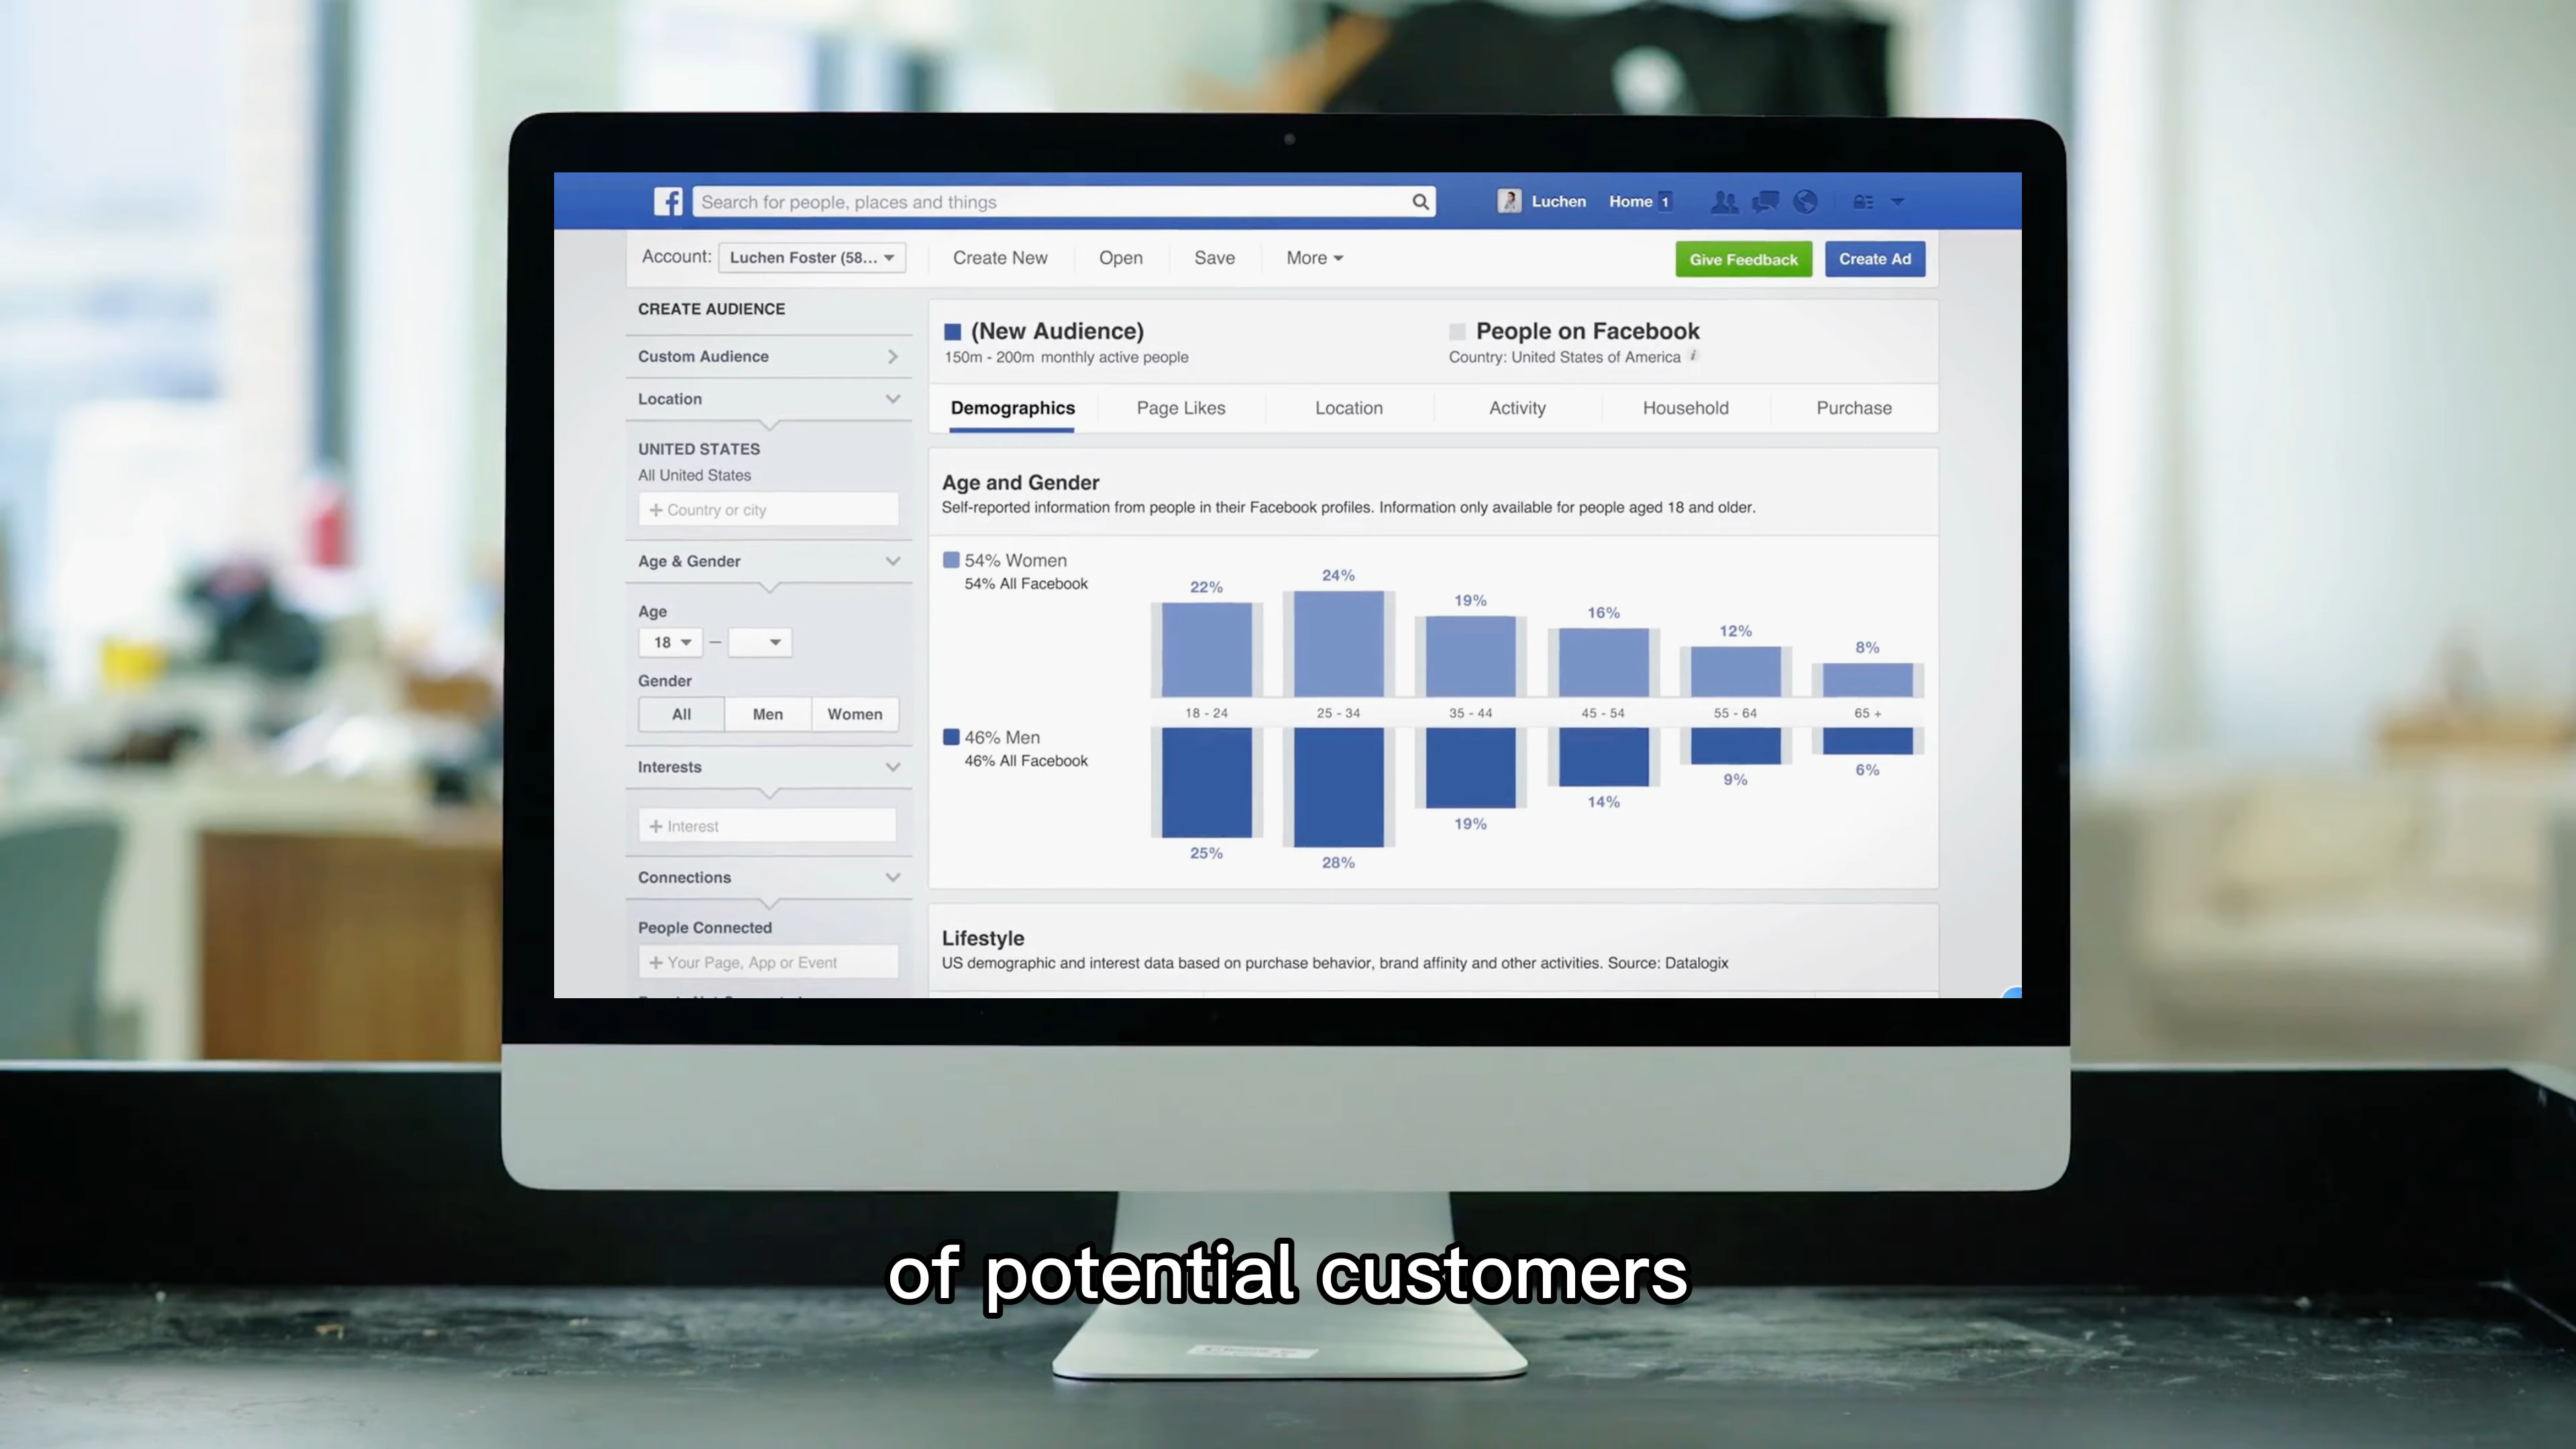 f Search for people, places and things Luchen Home 1
Account: Luchen Foster (58... Create New Open Save More Give Feedback Create Ad
CREATE AUDIENCE
Custom Audience
Location
UNITED STATES
All United States
+ Country or city
Age & Gender
Age
18 –
Gender
All Men Women
Interests
+ Interest
Connections
People Connected
+ Your Page, App or Event
(New Audience)
150m - 200m monthly active people
People on Facebook
Country: United States of America i
Demographics Page Likes Location Activity Household Purchase
Age and Gender
Self-reported information from people in their Facebook profiles. Information only available for people aged 18 and older.
54% Women
54% All Facebook
22% 24% 19% 16% 12% 8%
18 - 24 25 - 34 35 - 44 45 - 54 55 - 64 65 +
46% Men
46% All Facebook
25% 28% 19% 14% 9% 6%
Lifestyle
US demographic and interest data based on purchase behavior, brand affinity and other activities. Source: Datalogix
of potential customers